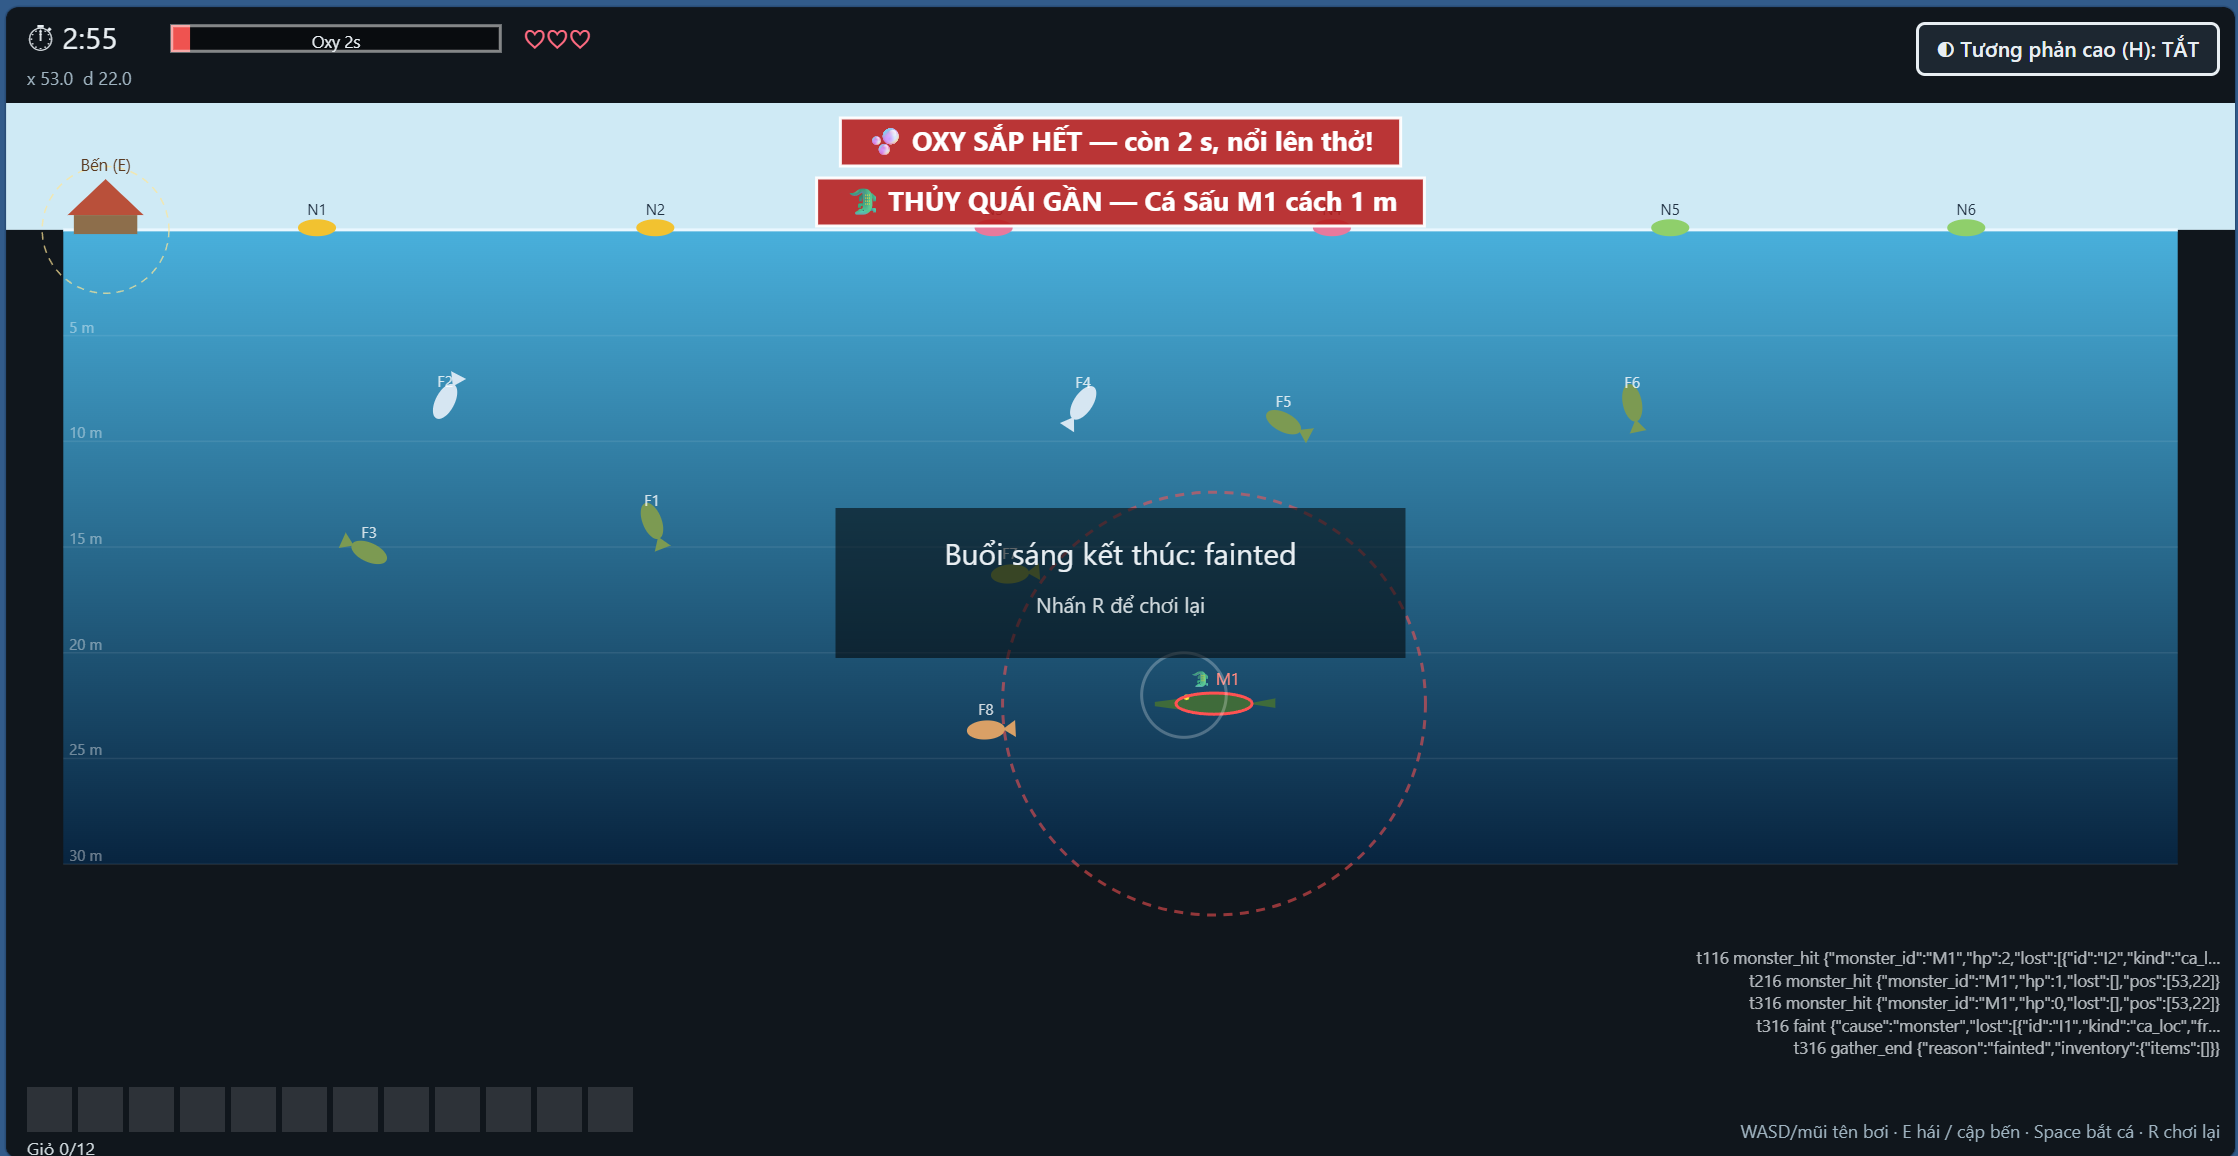 ⏱ 2:55
Oxy 2s
♡♡♡
◐ Tương phản cao (H): TẮT
x 53.0 d 22.0
🫧 OXY SẮP HẾT — còn 2 s, nổi lên thở!
🐊 THỦY QUÁI GẦN — Cá Sấu M1 cách 1 m
Bến (E)
N1
N2
N5
N6
5 m
F2
F4
F5
F6
10 m
F1
F3
15 m
Buổi sáng kết thúc: fainted
Nhấn R để chơi lại
20 m
🐊 M1
F8
25 m
30 m
t116 monster_hit {"monster_id":"M1","hp":2,"lost":[{"id":"I2","kind":"ca_l...
t216 monster_hit {"monster_id":"M1","hp":1,"lost":[],"pos":[53,22]}
t316 monster_hit {"monster_id":"M1","hp":0,"lost":[],"pos":[53,22]}
t316 faint {"cause":"monster","lost":[{"id":"I1","kind":"ca_loc","fr...
t316 gather_end {"reason":"fainted","inventory":{"items":[]}}
WASD/mũi tên bơi · E hái / cập bến · Space bắt cá · R chơi lại
Giỏ 0/12